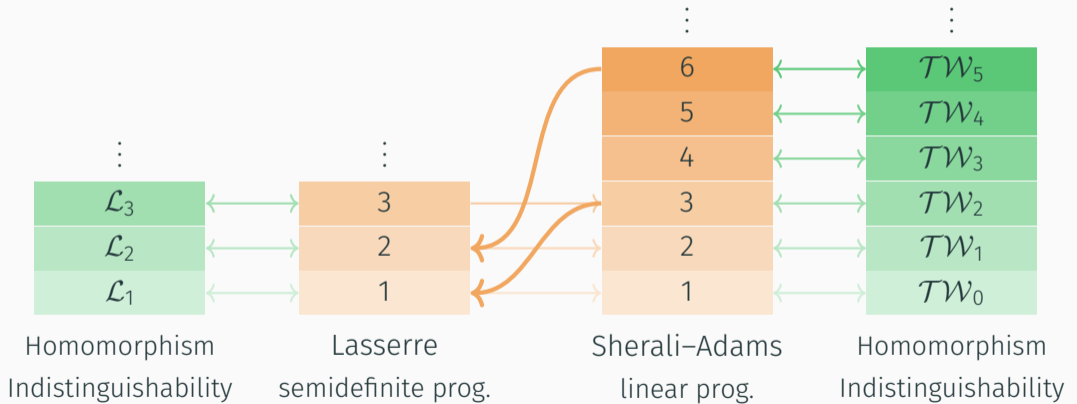 ⋮ ⋮
6 𝒯𝒲₅
5 𝒯𝒲₄
⋮ ⋮ 4 𝒯𝒲₃
ℒ₃ 3 3 𝒯𝒲₂
ℒ₂ 2 2 𝒯𝒲₁
ℒ₁ 1 1 𝒯𝒲₀
Homomorphism Lasserre Sherali–Adams Homomorphism
Indistinguishability semidefinite prog. linear prog. Indistinguishability